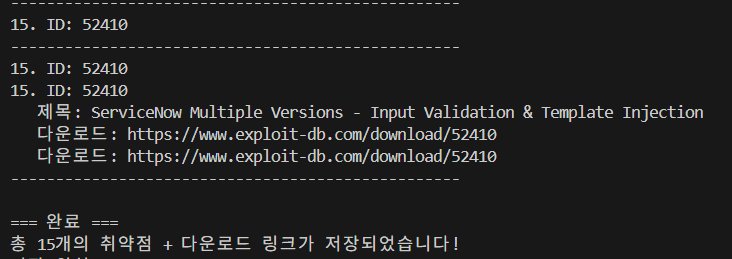 --------------------------------------------------
15. ID: 52410
--------------------------------------------------
15. ID: 52410
15. ID: 52410
제목: ServiceNow Multiple Versions - Input Validation & Template Injection
다운로드: https://www.exploit-db.com/download/52410
다운로드: https://www.exploit-db.com/download/52410
--------------------------------------------------
=== 완료 ===
총 15개의 취약점 + 다운로드 링크가 저장되었습니다!